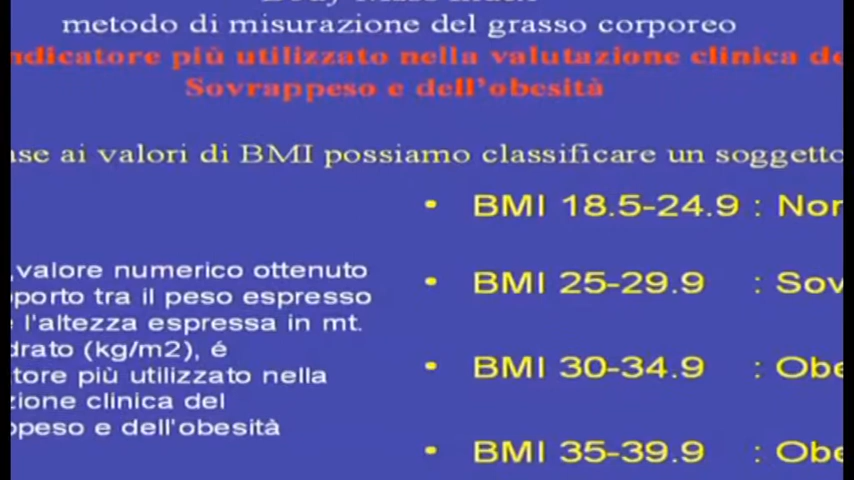 metodo di misurazione del grasso corporeo
ndicatore più utilizzato nella valutazione clinica de
Sovrappeso e dell'obesità
ase ai valori di BMI possiamo classificare un soggetto
• BMI 18.5-24.9 : Nor
,valore numerico ottenuto
pporto tra il peso espresso
l'altezza espressa in mt.
drato (kg/m2), é
tore più utilizzato nella
zione clinica del
ppeso e dell'obesità
• BMI 25-29.9 : Sov
• BMI 30-34.9 : Obe
• BMI 35-39.9 : Obe